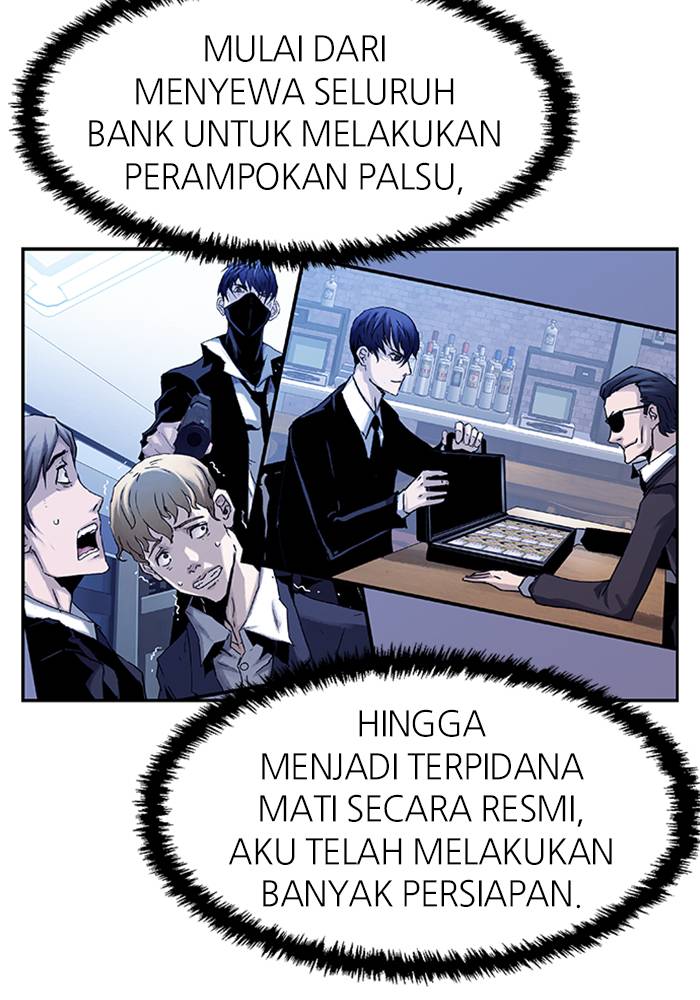 MULAI DARI
MENYEWA SELURUH
BANK UNTUK MELAKUKAN
PERAMPOKAN PALSU,
HINGGA
MENJADI TERPIDANA
MATI SECARA RESMI,
AKU TELAH MELAKUKAN
BANYAK PERSIAPAN.